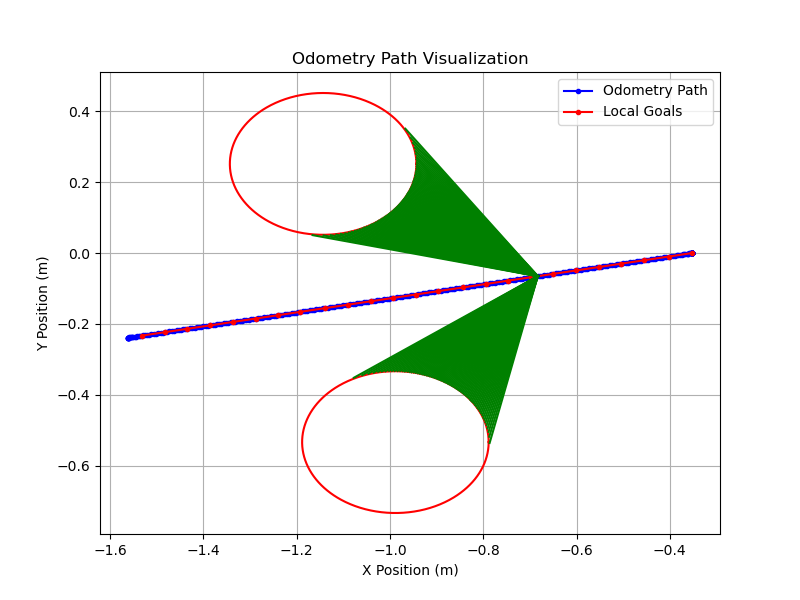 Odometry Path Visualization
Odometry Path
Local Goals
Y Position (m)
0.4
0.2
0.0
−0.2
−0.4
−0.6
−1.6 −1.4 −1.2 −1.0 −0.8 −0.6 −0.4
X Position (m)